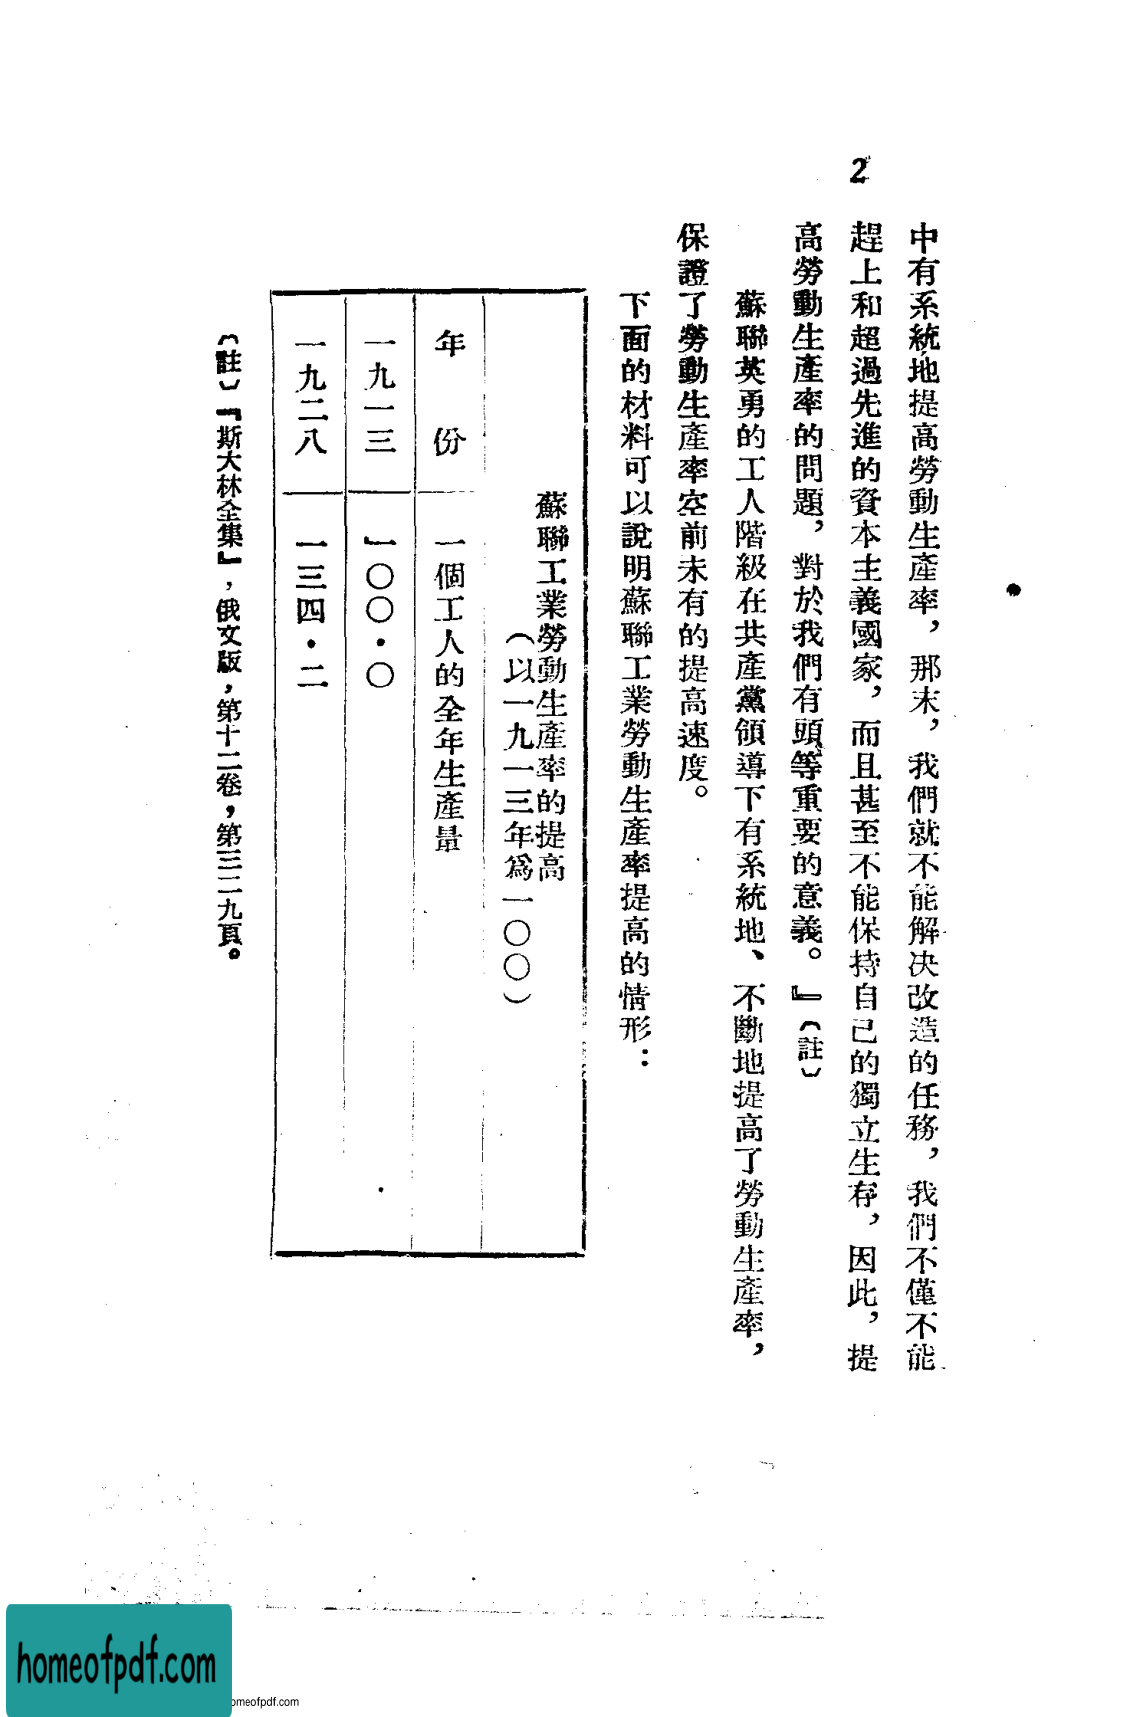 2
中有系統地提高勞動生產率，那末，我們就不能解決改造的任務，我們不僅不能
趕上和超過先進的資本主義國家，而且甚至不能保持自己的獨立生存，因此，提
高勞動生產率的問題，對於我們有頭等重要的意義。』（註）
蘇聯英勇的工人階級在共產黨領導下有系統地、不斷地提高了勞動生產率，
保證了勞動生產率空前未有的提高速度。
下面的材料可以說明蘇聯工業勞動生產率提高的情形：
蘇聯工業勞動生產率的提高
（以一九一三年爲一〇〇）
年份 一個工人的全年生產量
一九一三 一〇〇·〇
一九二八 一三四·二
（註）『斯大林全集』，俄文版，第十二卷，第三二九頁。
homeofpdf.com
omeofpdf.com